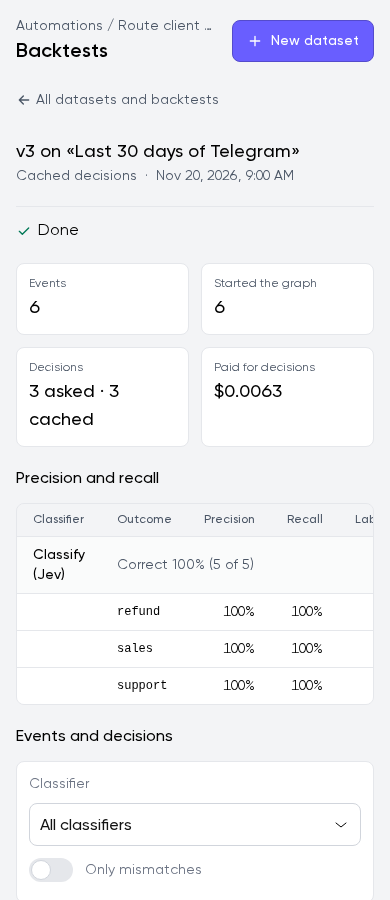 Automations / Route client …
Backtests
New dataset
All datasets and backtests
v3 on «Last 30 days of Telegram»
Cached decisions · Nov 20, 2026, 9:00 AM
Done
Events
6
Started the graph
6
Decisions
3 asked · 3
cached
Paid for decisions
$0.0063
Precision and recall
Classifier Outcome Precision Recall Lab
Classify
(Jev)
Correct 100% (5 of 5)
refund 100% 100%
sales 100% 100%
support 100% 100%
Events and decisions
Classifier
All classifiers
Only mismatches